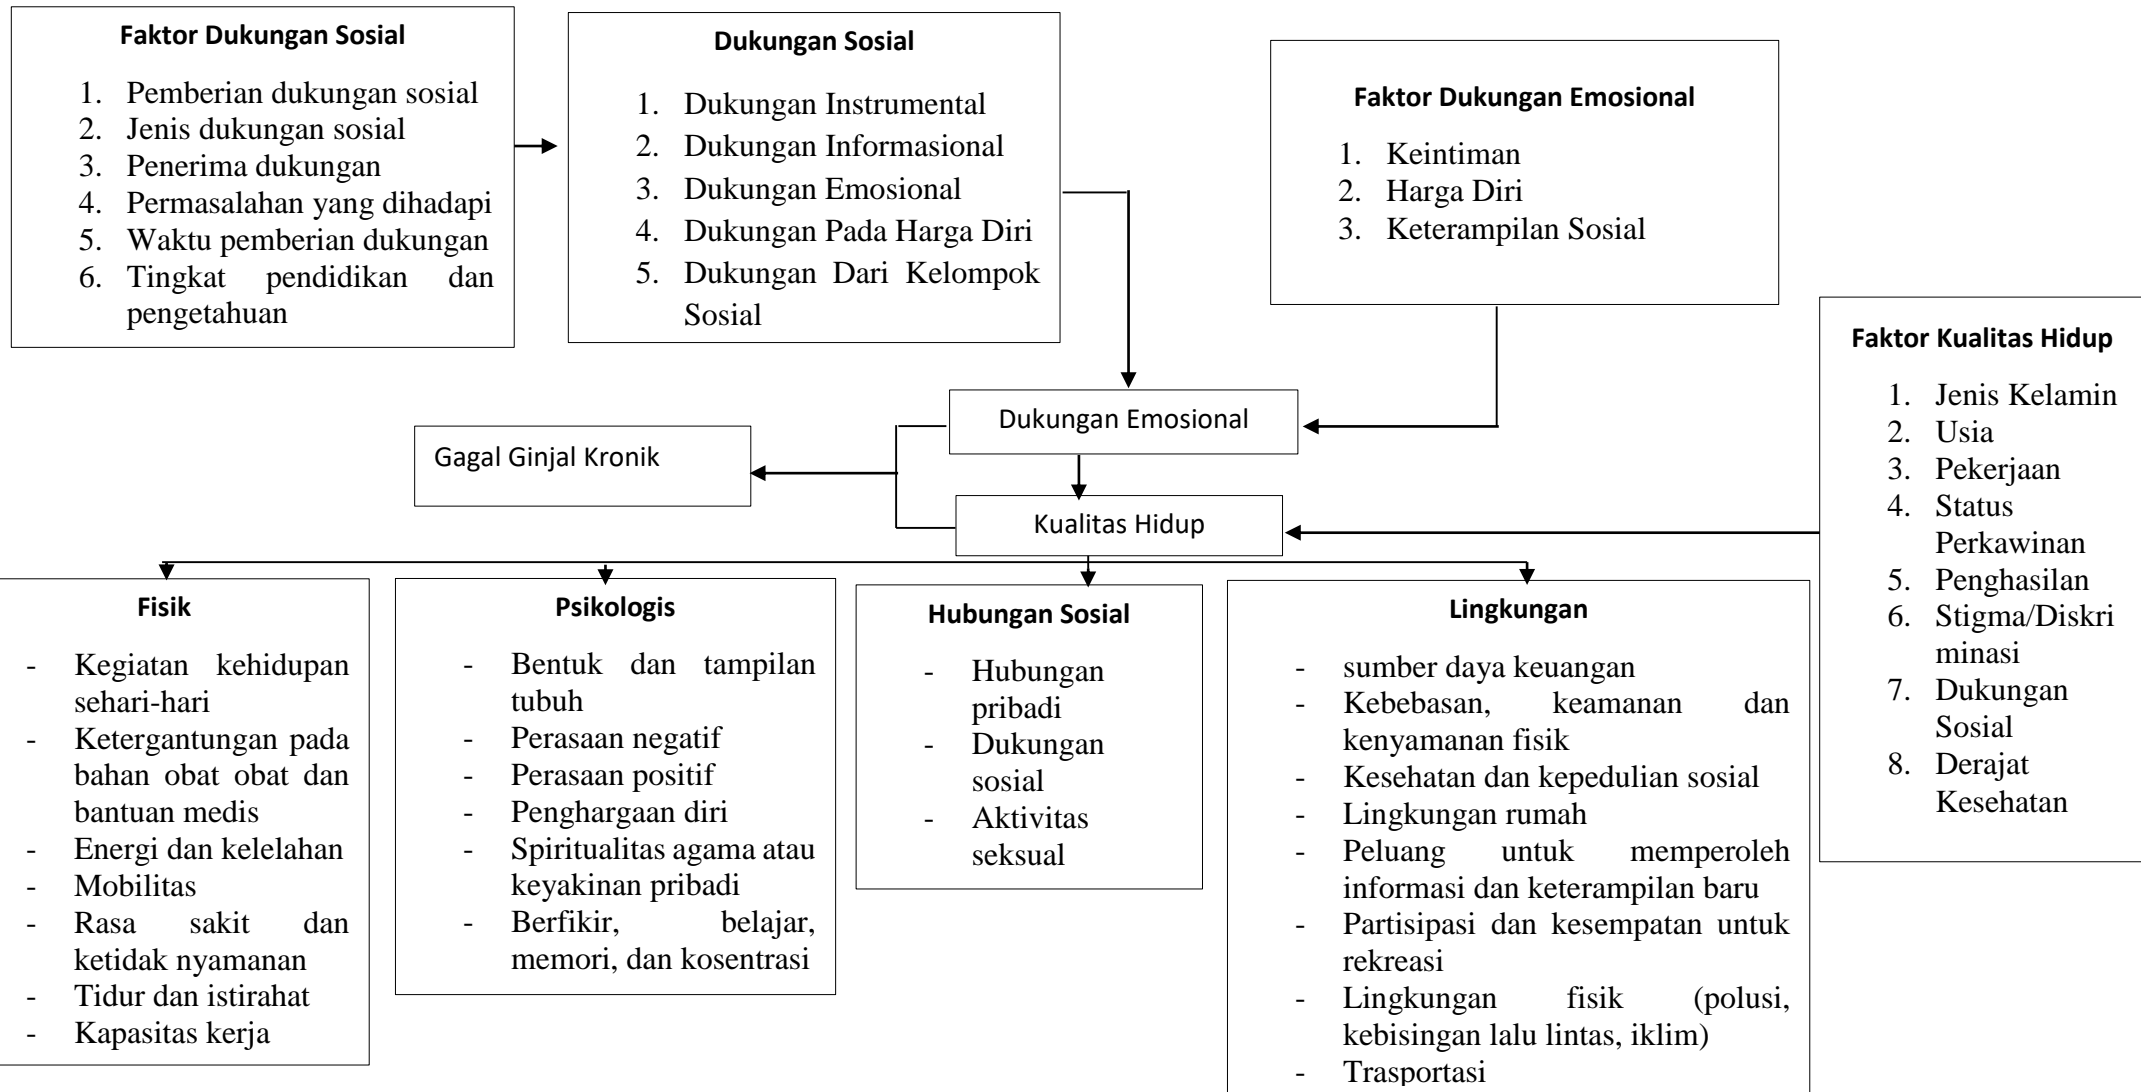 Faktor Dukungan Sosial
1. Pemberian dukungan sosial
2. Jenis dukungan sosial
3. Penerima dukungan
4. Permasalahan yang dihadapi
5. Waktu pemberian dukungan
6. Tingkat pendidikan dan
pengetahuan
Dukungan Sosial
1. Dukungan Instrumental
2. Dukungan Informasional
3. Dukungan Emosional
4. Dukungan Pada Harga Diri
5. Dukungan Dari Kelompok
Sosial
Faktor Dukungan Emosional
1. Keintiman
2. Harga Diri
3. Keterampilan Sosial
Faktor Kualitas Hidup
1. Jenis Kelamin
2. Usia
3. Pekerjaan
4. Status
Perkawinan
5. Penghasilan
6. Stigma/Diskri
minasi
7. Dukungan
Sosial
8. Derajat
Kesehatan
Dukungan Emosional
Gagal Ginjal Kronik
Kualitas Hidup
Fisik
- Kegiatan kehidupan
sehari-hari
- Ketergantungan pada
bahan obat obat dan
bantuan medis
- Energi dan kelelahan
- Mobilitas
- Rasa sakit dan
ketidak nyamanan
- Tidur dan istirahat
- Kapasitas kerja
Psikologis
- Bentuk dan tampilan
tubuh
- Perasaan negatif
- Perasaan positif
- Penghargaan diri
- Spiritualitas agama atau
keyakinan pribadi
- Berfikir, belajar,
memori, dan kosentrasi
Hubungan Sosial
- Hubungan
pribadi
- Dukungan
sosial
- Aktivitas
seksual
Lingkungan
- sumber daya keuangan
- Kebebasan, keamanan dan
kenyamanan fisik
- Kesehatan dan kepedulian sosial
- Lingkungan rumah
- Peluang untuk memperoleh
informasi dan keterampilan baru
- Partisipasi dan kesempatan untuk
rekreasi
- Lingkungan fisik (polusi,
kebisingan lalu lintas, iklim)
- Trasportasi